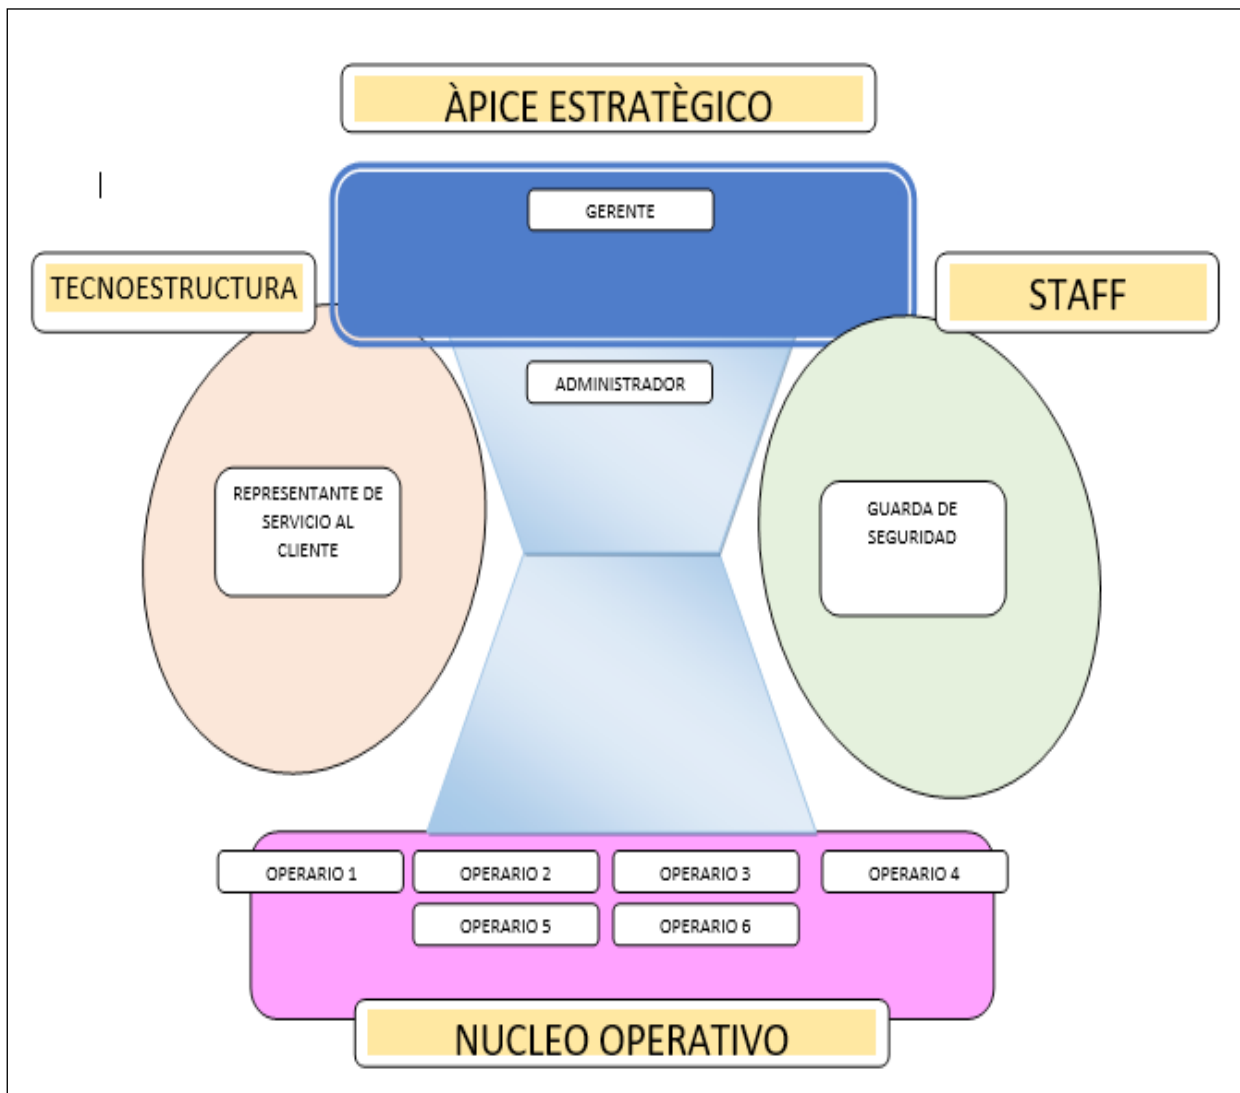 ÀPICE ESTRATÈGICO
GERENTE
TECNOESTRUCTURA
STAFF
ADMINISTRADOR
REPRESENTANTE DE
SERVICIO AL
CLIENTE
GUARDA DE
SEGURIDAD
OPERARIO 1
OPERARIO 2
OPERARIO 3
OPERARIO 4
OPERARIO 5
OPERARIO 6
NUCLEO OPERATIVO